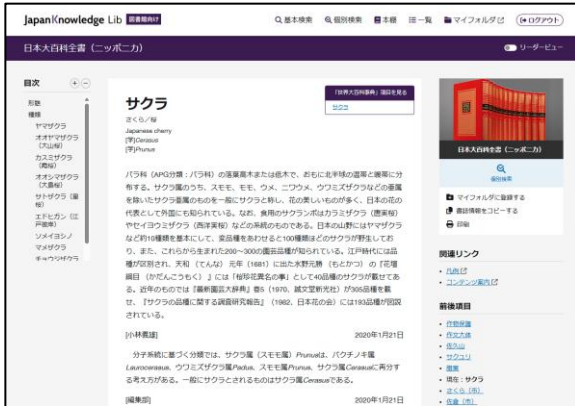 JapanKnowledge Lib 図書館向け
基本検索 個別検索 本棚 一覧 マイフォルダ ログアウト
日本大百科全書（ニッポニカ）
リーダービュー
目次
形態
種類
ヤマザクラ
オオヤマザクラ
（大山桜）
カスミザクラ
（霞桜）
オオシマザクラ
（大島桜）
サトザクラ（里
桜）
エドヒガン（江
戸彼岸）
ソメイヨシノ
マメザクラ
チョウジザクラ
「世界大百科事典」項目を見る
サクラ
サクラ
さくら／桜
Japanese cherry
[学]Cerasus
[学]Prunus
バラ科（APG分類：バラ科）の落葉高木または低木で、おもに北半球の温帯と暖帯に分
布する。サクラ属のうち、スモモ、モモ、ウメ、ニワウメ、ウワミズザクラなどの亜属
を除いたサクラ亜属のものを一般にサクラと称し、花の美しいものが多く、日本の花の
代表として外国にも知られている。なお、食用のサクランボはカラミザクラ（唐実桜）
やセイヨウミザクラ（西洋実桜）などの系統のものである。日本の山野にはヤマザクラ
など約10種類を基本にして、変品種をあわせると100種類ほどのサクラが野生してお
り、また、これらから生まれた200～300の園芸品種が知られている。江戸時代には品
種が区別され、天和（てんな）元年（1681）に出た水野元勝（もとかつ）の『花壇
綱目（かだんこうもく）』には「桜珍花異名の事」として40品種のサクラが載せてあ
る。近年のものでは『最新園芸大辞典』巻5（1970、誠文堂新光社）が305品種を載
せ、『サクラの品種に関する調査研究報告』（1982、日本花の会）には193品種が図説
されている。
[小林義雄] 2020年1月21日
分子系統に基づく分類では、サクラ属（スモモ属）Prunusは、バクチノキ属
Laurocerasus、ウワミズザクラ属Padus、スモモ属Prunus、サクラ属Cerasusに再分す
る考え方がある。一般にサクラとされるものはサクラ属Cerasusである。
[編集部] 2020年1月21日
日本大百科全書（ニッポニカ）
個別検索
マイフォルダに登録する
書誌情報をコピーする
印刷
関連リンク
凡例
コンテンツ案内
前後項目
作物保護
作文大体
佐久山
サクユリ
現在：サクラ
さくら（市）
佐倉（市）